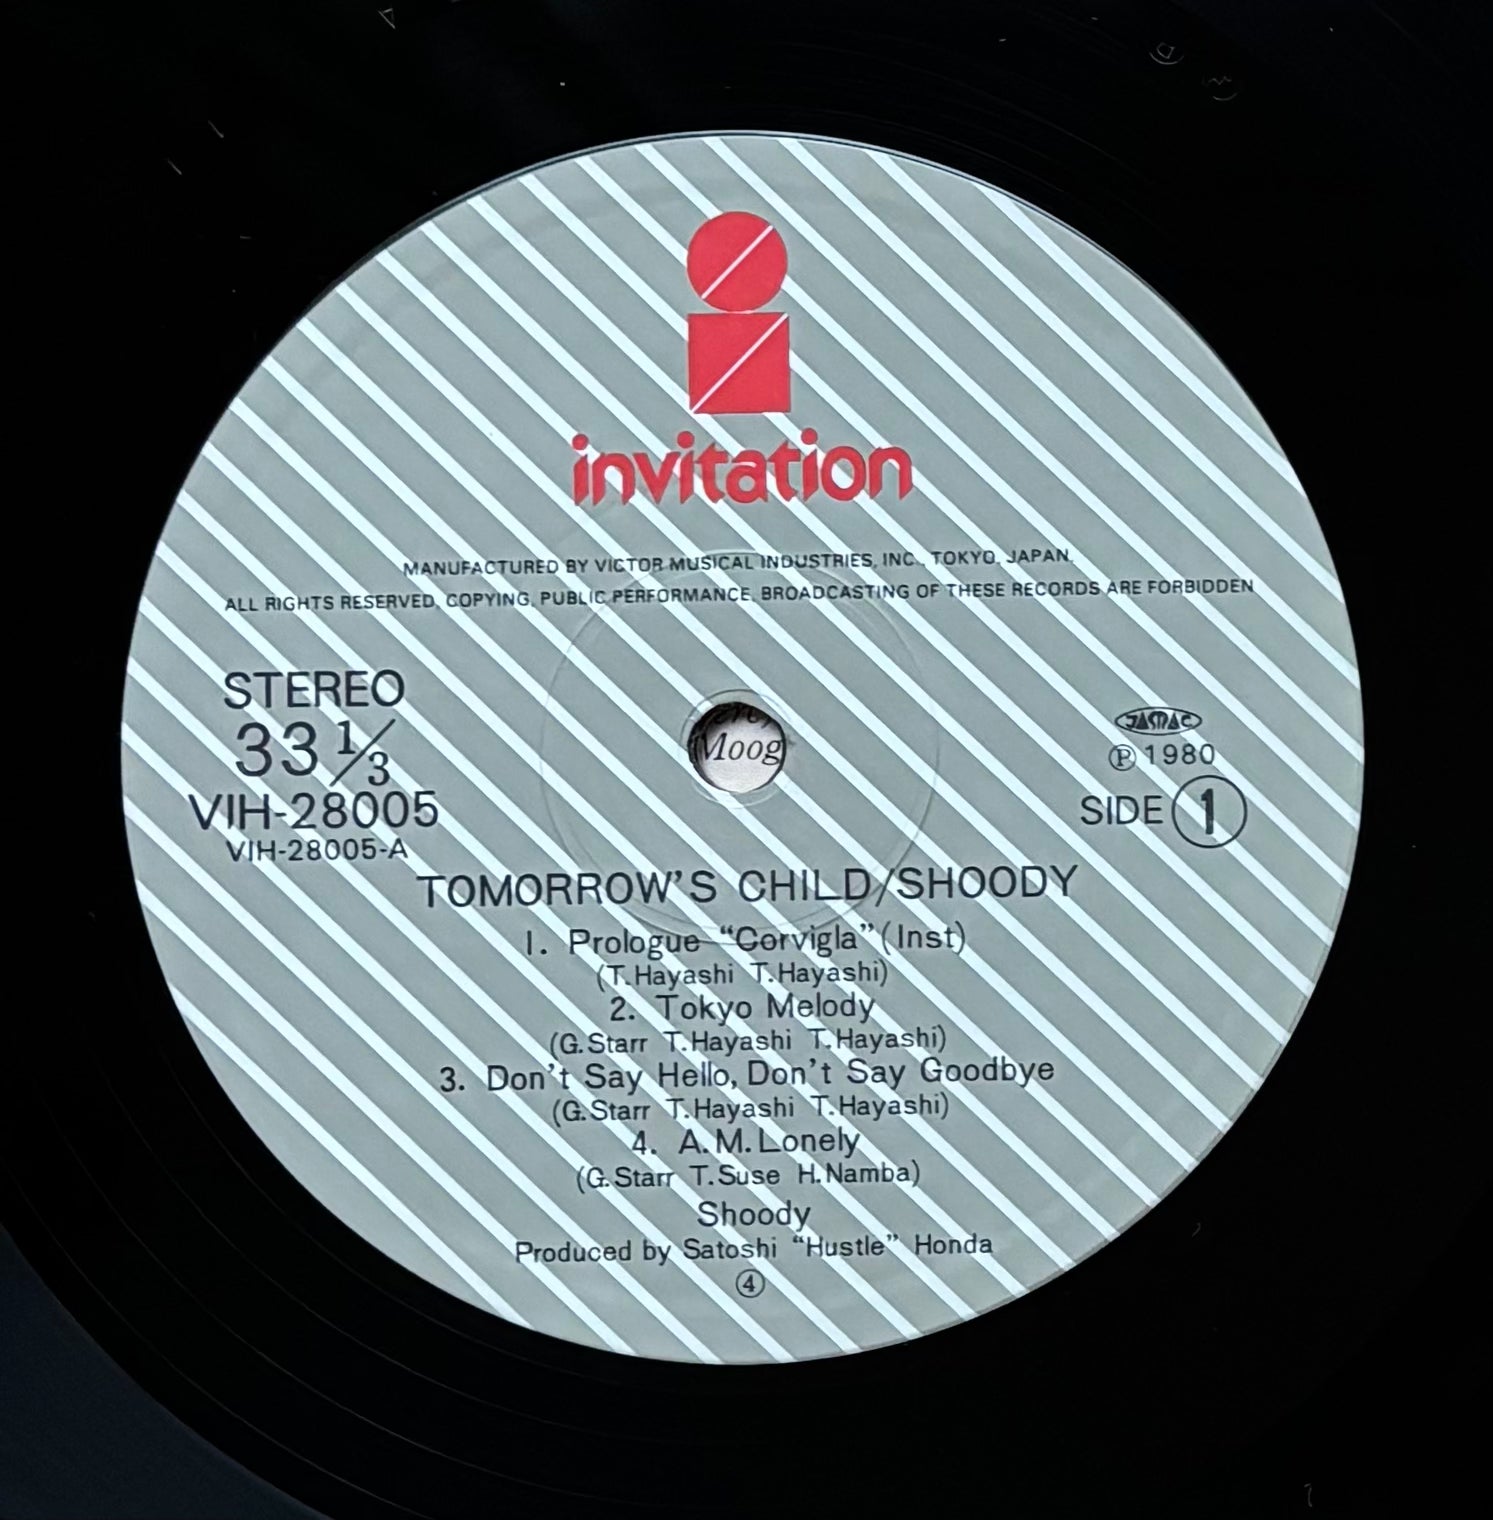 invitation
MANUFACTURED BY VICTOR MUSICAL INDUSTRIES, INC., TOKYO, JAPAN.
ALL RIGHTS RESERVED, COPYING, PUBLIC PERFORMANCE, BROADCASTING OF THESE RECORDS ARE FORBIDDEN
STEREO
33 1/3
VIH-28005
VIH-28005-A
Moog
JASRAC
Ⓟ1980
SIDE ①
TOMORROW'S CHILD/SHOODY
1. Prologue "Corvigla"(Inst)
(T.Hayashi T.Hayashi)
2. Tokyo Melody
(G.Starr T.Hayashi T.Hayashi)
3. Don't Say Hello, Don't Say Goodbye
(G.Starr T.Hayashi T.Hayashi)
4. A.M.Lonely
(G.Starr T.Suse H.Namba)
Shoody
Produced by Satoshi "Hustle" Honda
④